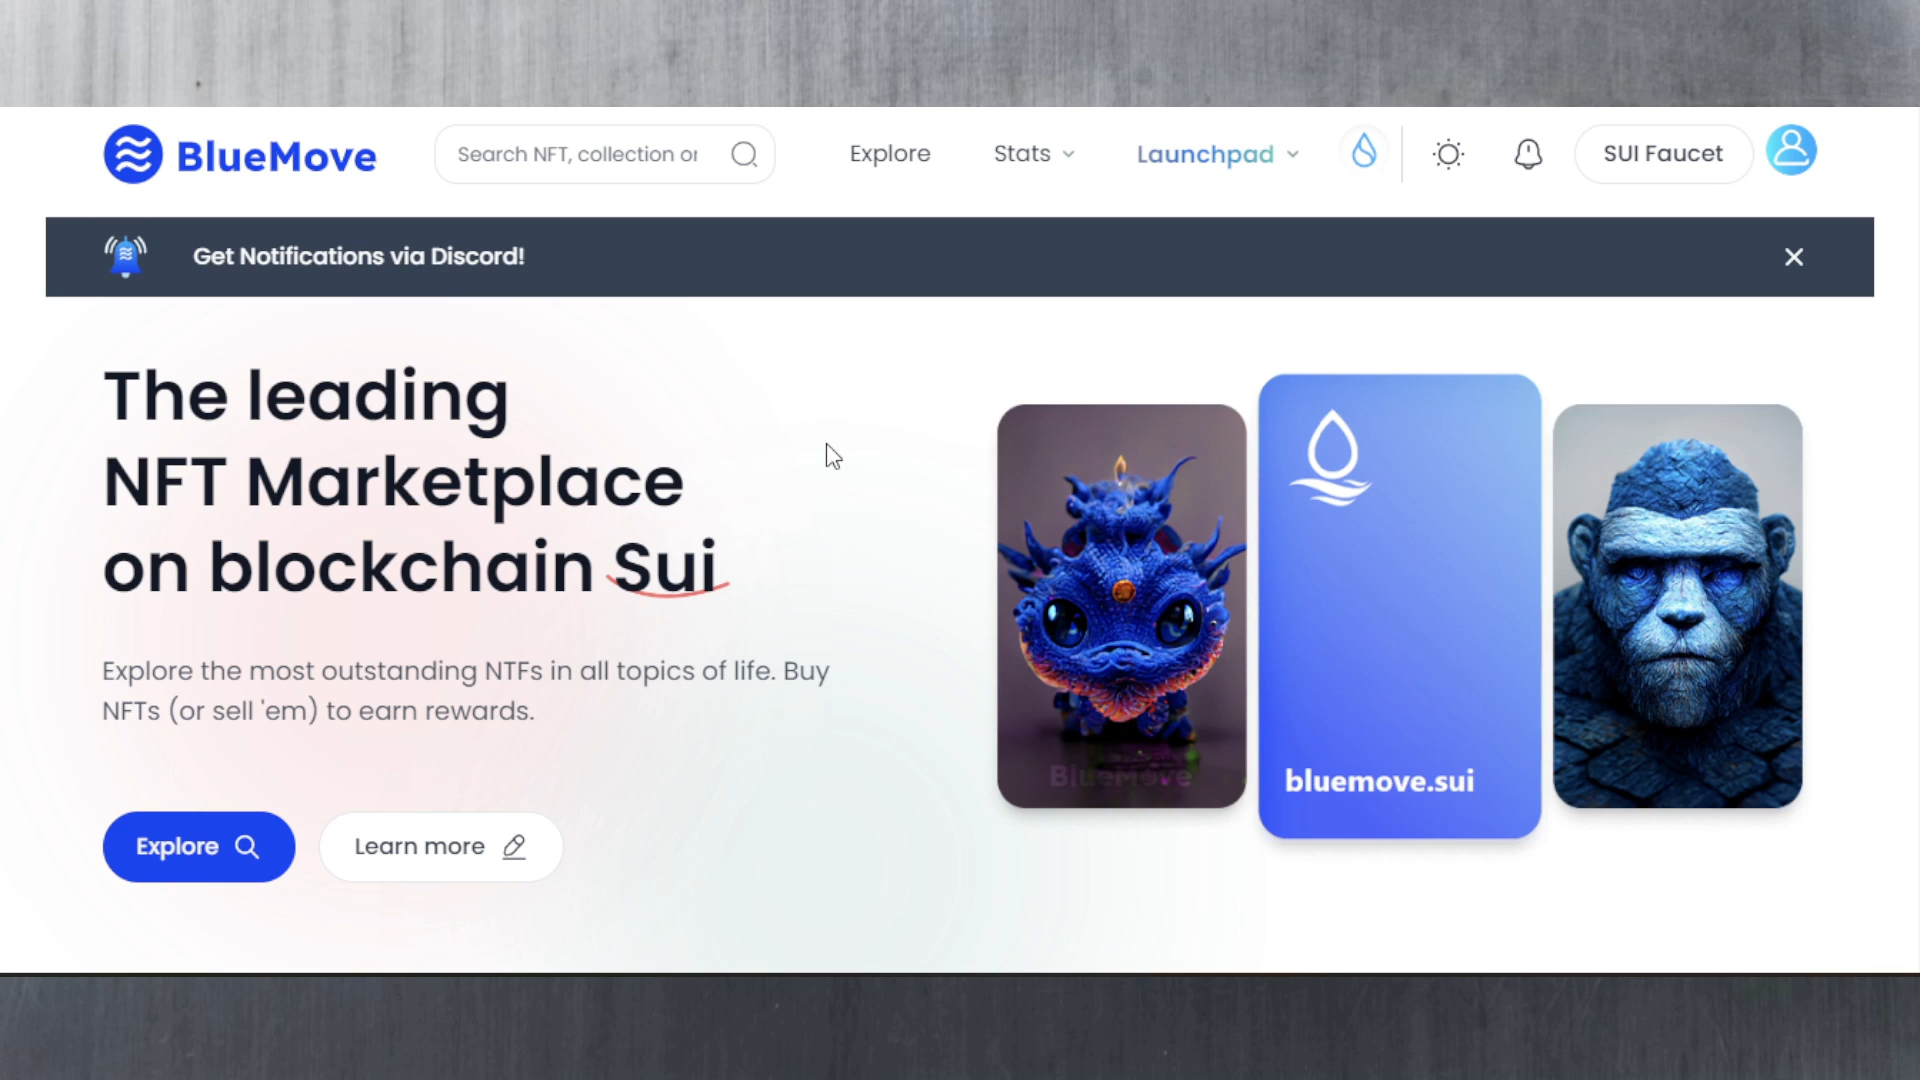 BlueMove
Search NFT, collection or
Explore
Stats
Launchpad
SUI Faucet
Get Notifications via Discord!
The leading
NFT Marketplace
on blockchain Sui
Explore the most outstanding NTFs in all topics of life. Buy
NFTs (or sell 'em) to earn rewards.
Explore
Learn more
BlueMove
bluemove.sui